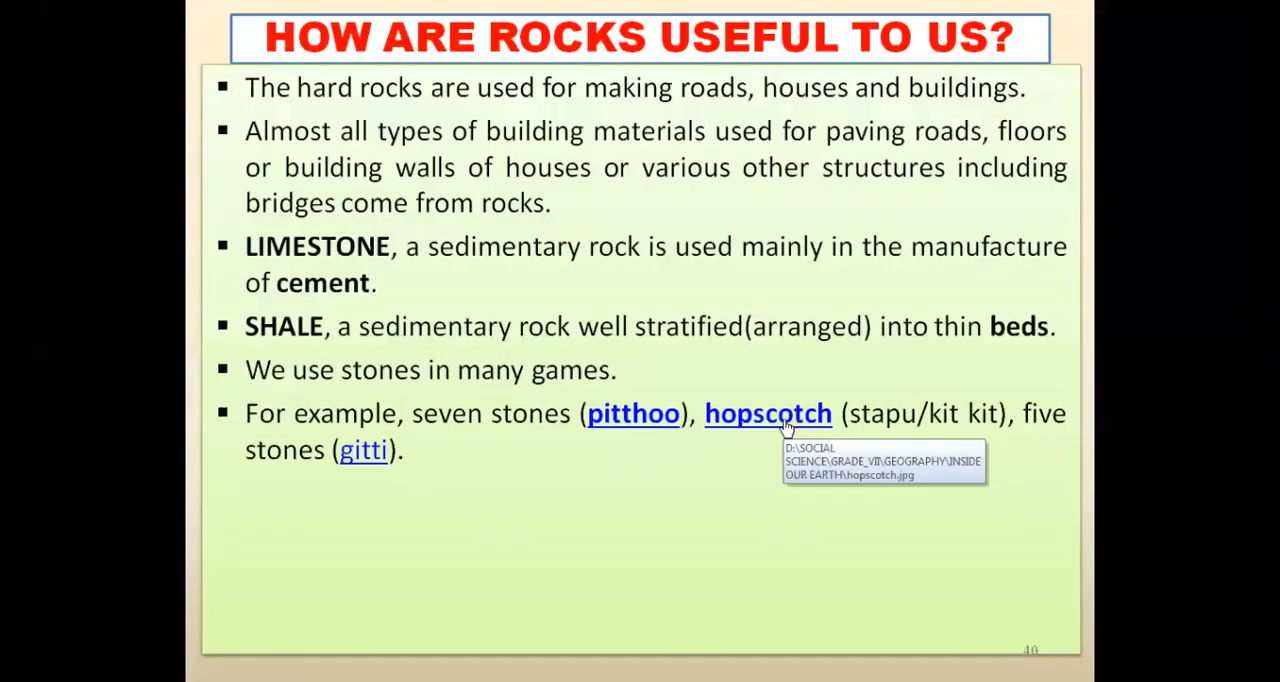 HOW ARE ROCKS USEFUL TO US?
▪ The hard rocks are used for making roads, houses and buildings.
▪ Almost all types of building materials used for paving roads, floors
or building walls of houses or various other structures including
bridges come from rocks.
▪ LIMESTONE, a sedimentary rock is used mainly in the manufacture
of cement.
▪ SHALE, a sedimentary rock well stratified(arranged) into thin beds.
▪ We use stones in many games.
▪ For example, seven stones (pitthoo), hopscotch (stapu/kit kit), five
stones (gitti).
D:\SOCIAL
SCIENCE\GRADE_VII\GEOGRAPHY\INSIDE
OUR EARTH\hopscotch.jpg
40